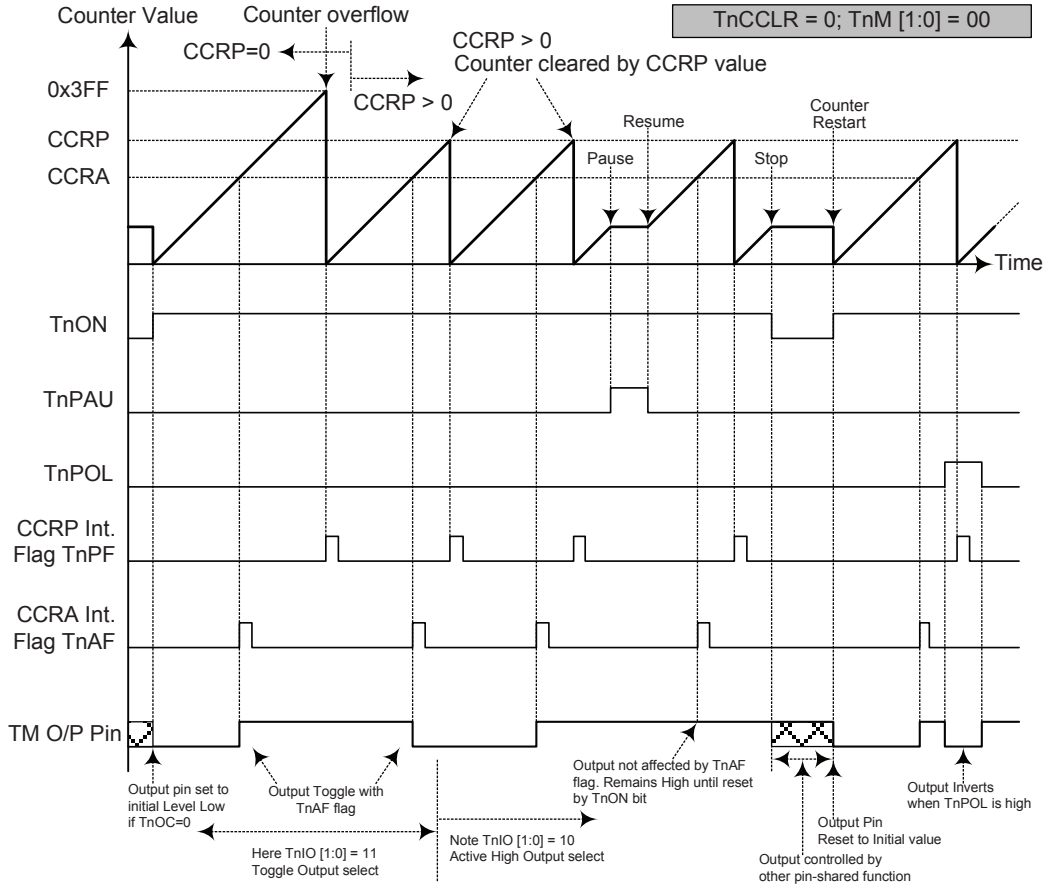 Counter Value
Counter overflow
TnCCLR = 0; TnM [1:0] = 00
CCRP=0
CCRP > 0
CCRP > 0
Counter cleared by CCRP value
0x3FF
CCRP
CCRA
Pause
Resume
Stop
Counter
Restart
Time
TnON
TnPAU
TnPOL
CCRP Int.
Flag TnPF
CCRA Int.
Flag TnAF
TM O/P Pin
Output pin set to
initial Level Low
if TnOC=0
Output Toggle with
TnAF flag
Output not affected by TnAF
flag. Remains High until reset
by TnON bit
Output Inverts
when TnPOL is high
Output Pin
Reset to Initial value
Here TnIO [1:0] = 11
Toggle Output select
Note TnIO [1:0] = 10
Active High Output select
Output controlled by
other pin-shared function